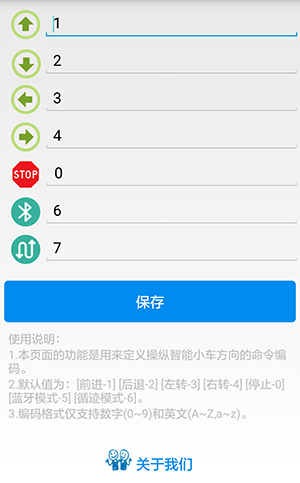 1
2
3
4
STOP 0
6
7
保存
使用说明：
1.本页面的功能是用来定义操纵智能小车方向的命令编
码。
2.默认值为：[前进-1] [后退-2] [左转-3] [右转-4] [停止-0]
[蓝牙模式-5] [循迹模式-6]。
3.编码格式仅支持数字(0~9)和英文(A~Z,a~z) 。
关于我们